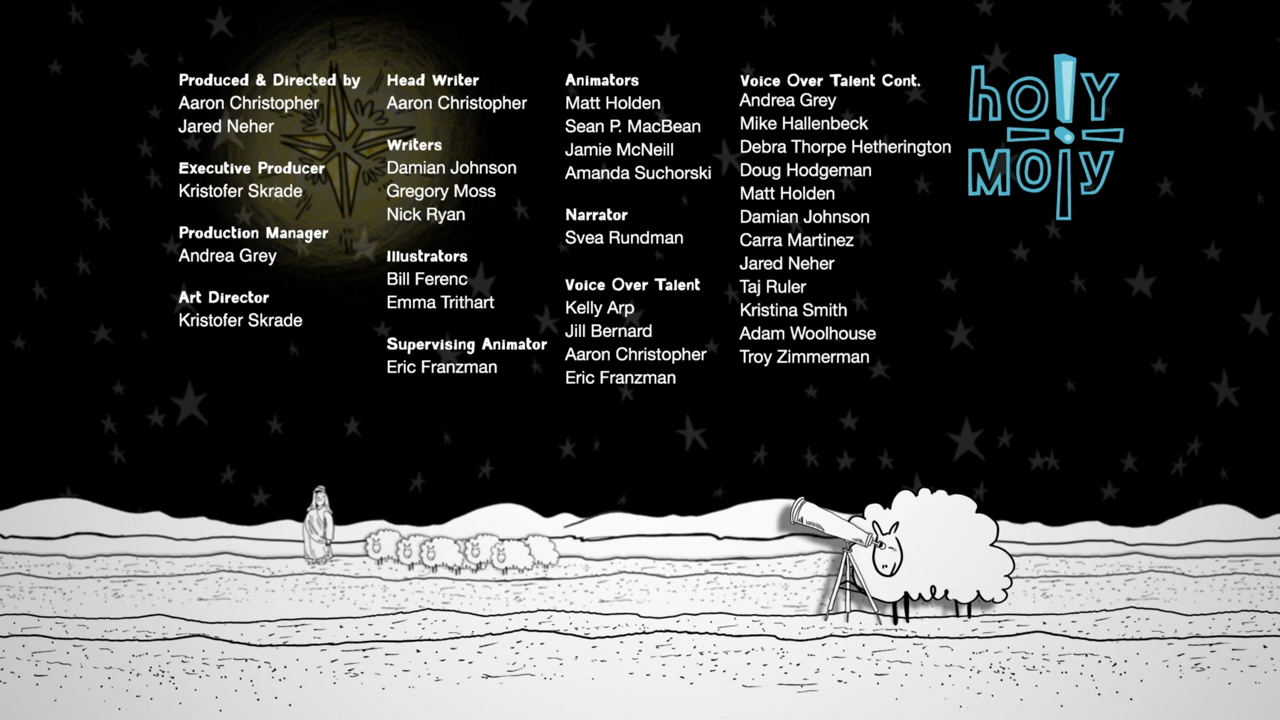 Produced & Directed by
Aaron Christopher
Jared Neher
Executive Producer
Kristofer Skrade
Production Manager
Andrea Grey
Art Director
Kristofer Skrade
Head Writer
Aaron Christopher
Writers
Damian Johnson
Gregory Moss
Nick Ryan
Illustrators
Bill Ferenc
Emma Trithart
Supervising Animator
Eric Franzman
Animators
Matt Holden
Sean P. MacBean
Jamie McNeill
Amanda Suchorski
Narrator
Svea Rundman
Voice Over Talent
Kelly Arp
Jill Bernard
Aaron Christopher
Eric Franzman
Voice Over Talent Cont.
Andrea Grey
Mike Hallenbeck
Debra Thorpe Hetherington
Doug Hodgeman
Matt Holden
Damian Johnson
Carra Martinez
Jared Neher
Taj Ruler
Kristina Smith
Adam Woolhouse
Troy Zimmerman
holy
Moly